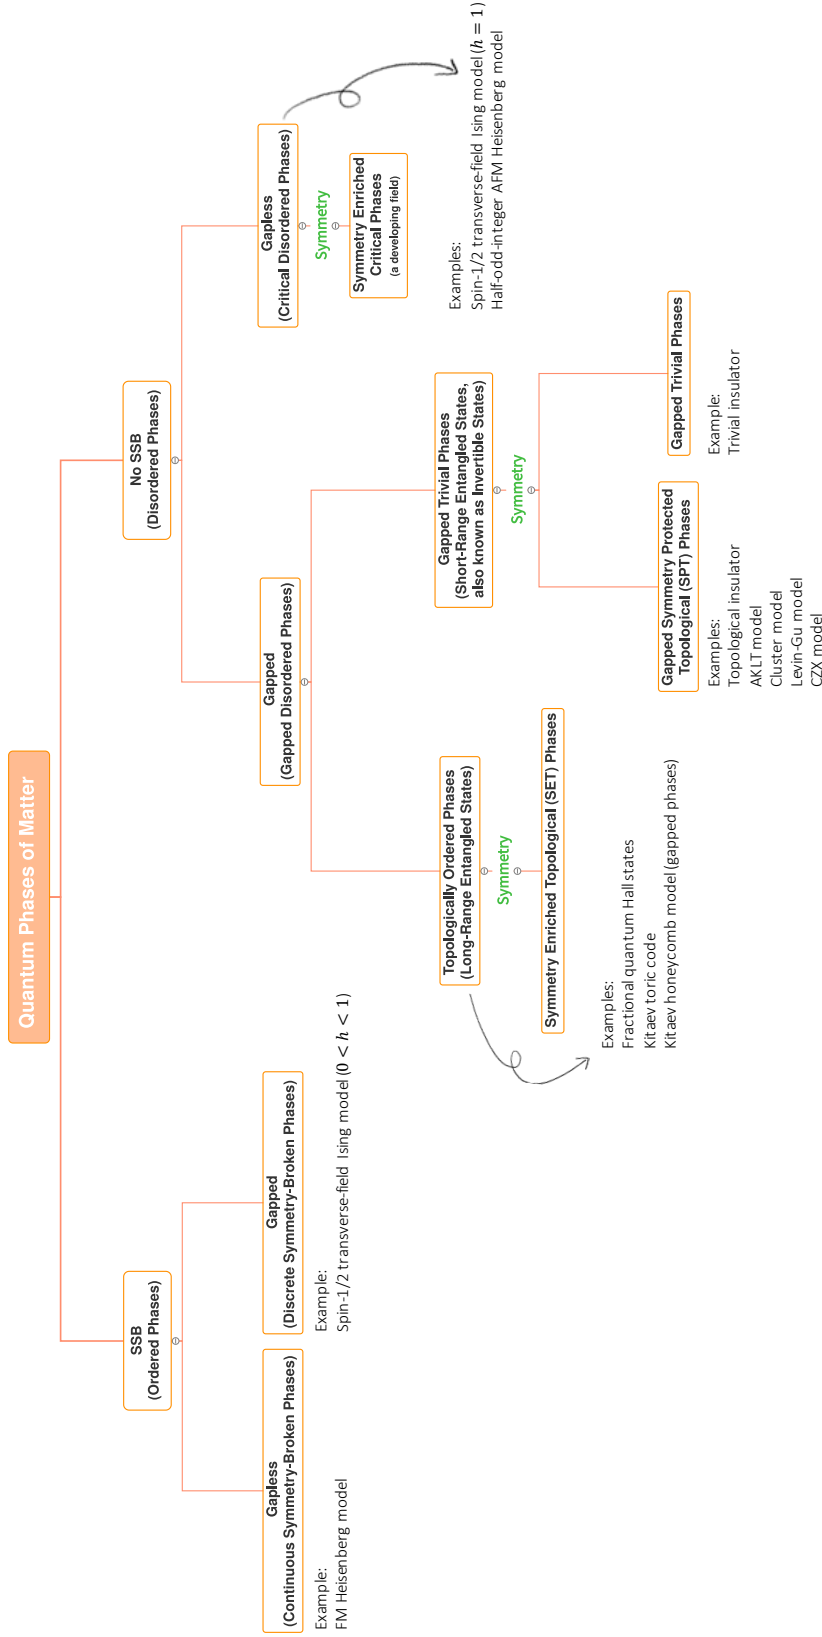 Quantum Phases of Matter
SSB
(Ordered Phases)
No SSB
(Disordered Phases)
Gapless
(Continuous Symmetry-Broken Phases)
Example:
FM Heisenberg model
Gapped
(Discrete Symmetry-Broken Phases)
Example:
Spin-1/2 transverse-field Ising model (0 < h < 1)
Gapped
(Gapped Disordered Phases)
Gapless
(Critical Disordered Phases)
Symmetry
Symmetry Enriched
Critical Phases
(a developing field)
Examples:
Spin-1/2 transverse-field Ising model (h = 1)
Half-odd-integer AFM Heisenberg model
Topologically Ordered Phases
(Long-Range Entangled States)
Symmetry
Symmetry Enriched Topological (SET) Phases
Examples:
Fractional quantum Hall states
Kitaev toric code
Kitaev honeycomb model (gapped phases)
Gapped Trivial Phases
(Short-Range Entangled States,
also known as Invertible States)
Symmetry
Gapped Symmetry Protected
Topological (SPT) Phases
Examples:
Topological insulator
AKLT model
Cluster model
Levin-Gu model
CZX model
Gapped Trivial Phases
Example:
Trivial insulator